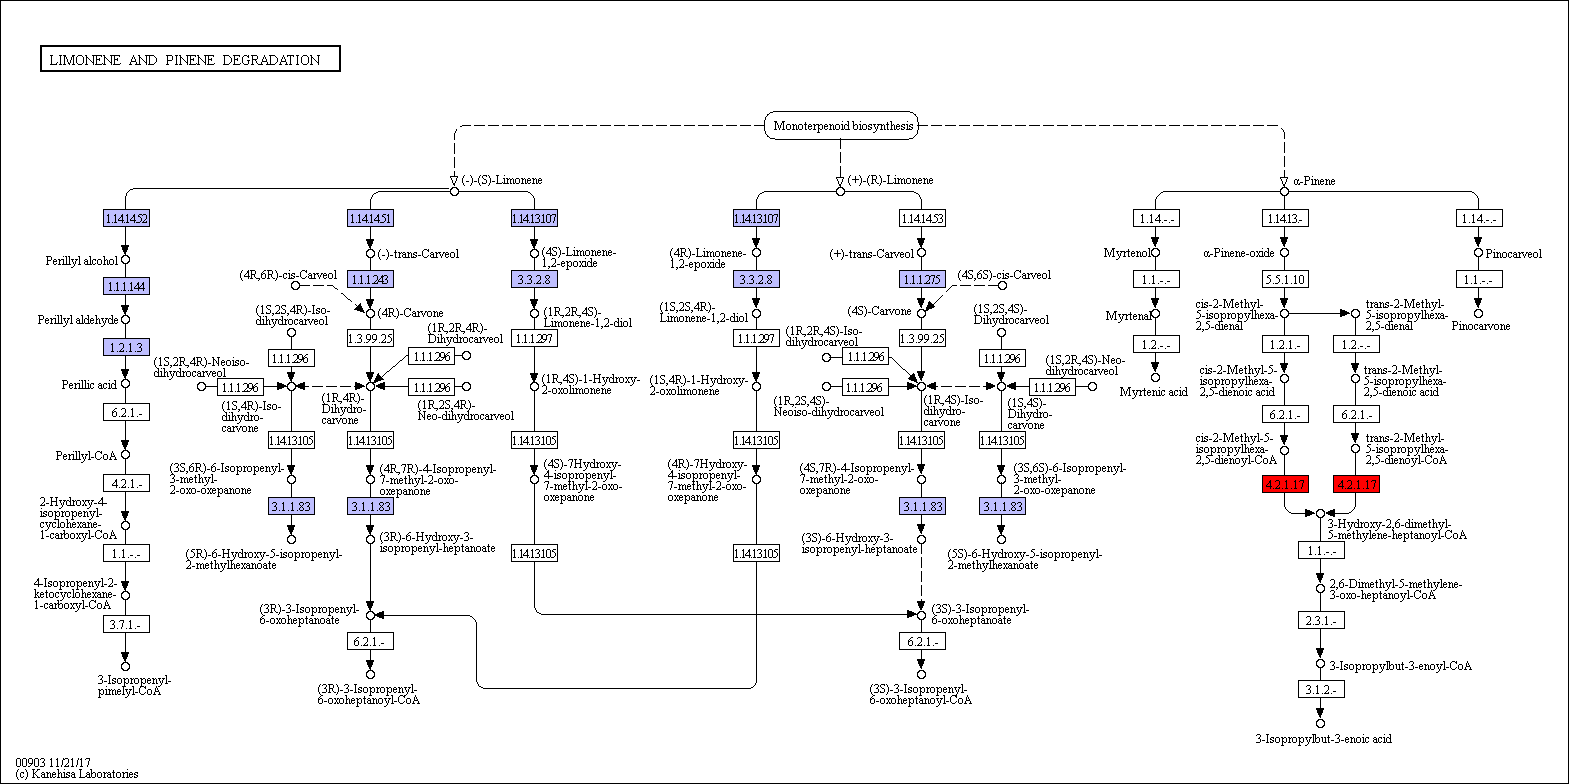 LIMONENE AND PINENE DEGRADATION
Monoterpenoid biosynthesis
(-)-(S)-Limonene
(+)-(R)-Limonene
α-Pinene
1.14.14.52
1.14.14.51
1.14.13.107
1.14.13.107
1.14.14.53
1.14.-.-
1.14.13.-
1.14.-.-
Perillyl alcohol
(-)-trans-Carveol
(4S)-Limonene-
1,2-epoxide
(4R)-Limonene-
1,2-epoxide
(+)-trans-Carveol
Myrtenol
α-Pinene-oxide
Pinocarveol
1.1.1.144
(4R,6R)-cis-Carveol
1.1.1.243
3.3.2.8
3.3.2.8
1.1.1.275
(4S,6S)-cis-Carveol
1.1.-.-
5.5.1.10
1.1.-.-
Perillyl aldehyde
(1S,2S,4R)-Iso-
dihydrocarveol
(4R)-Carvone
(1R,2R,4S)-
Limonene-1,2-diol
(1S,2S,4R)-
Limonene-1,2-diol
(4S)-Carvone
(1S,2S,4S)-
Dihydrocarveol
Myrtenal
cis-2-Methyl-
5-isopropylhexa-
2,5-dienal
trans-2-Methyl-
5-isopropylhexa-
2,5-dienal
Pinocarvone
1.2.1.3
1.3.99.25
(1R,2R,4R)-
Dihydrocarveol
1.1.1.297
1.1.1.297
(1R,2R,4S)-Iso-
dihydrocarveol
1.3.99.25
1.2.-.-
1.2.1.-
1.2.-.-
(1S,2R,4R)-Neoiso-
dihydrocarveol
1.1.1.296
1.1.1.296
1.1.1.296
1.1.1.296
(1S,2R,4S)-Neo-
dihydrocarveol
Perillic acid
1.1.1.296
1.1.1.296
(1R,4S)-1-Hydroxy-
2-oxolimonene
(1S,4R)-1-Hydroxy-
2-oxolimonene
1.1.1.296
1.1.1.296
Myrtenic acid
cis-2-Methyl-5-
isopropylhexa-
2,5-dienoic acid
trans-2-Methyl-
5-isopropylhexa-
2,5-dienoic acid
6.2.1.-
(1S,4R)-Iso-
dihydro-
carvone
(1R,4R)-
Dihydro-
carvone
(1R,2S,4R)-
Neo-dihydrocarveol
(1R,2S,4S)-
Neoiso-dihydrocarveol
(1R,4S)-Iso-
dihydro-
carvone
(1S,4S)-
Dihydro-
carvone
6.2.1.-
6.2.1.-
1.14.13.105
1.14.13.105
1.14.13.105
1.14.13.105
1.14.13.105
1.14.13.105
Perillyl-CoA
(3S,6R)-6-Isopropenyl-
3-methyl-
2-oxo-oxepanone
(4R,7R)-4-Isopropenyl-
7-methyl-2-oxo-
oxepanone
(4S)-7Hydroxy-
4-isopropenyl-
7-methyl-2-oxo-
oxepanone
(4R)-7Hydroxy-
4-isopropenyl-
7-methyl-2-oxo-
oxepanone
(4S,7R)-4-Isopropenyl-
7-methyl-2-oxo-
oxepanone
(3S,6S)-6-Isopropenyl-
3-methyl-
2-oxo-oxepanone
cis-2-Methyl-5-
isopropylhexa-
2,5-dienoyl-CoA
trans-2-Methyl-
5-isopropylhexa-
2,5-dienoyl-CoA
4.2.1.-
3.1.1.83
3.1.1.83
3.1.1.83
3.1.1.83
4.2.1.17
4.2.1.17
2-Hydroxy-4-
isopropenyl-
cyclohexane-
1-carboxyl-CoA
(5R)-6-Hydroxy-5-isopropenyl-
2-methylhexanoate
(3R)-6-Hydroxy-3-
isopropenyl-heptanoate
(3S)-6-Hydroxy-3-
isopropenyl-heptanoate
(5S)-6-Hydroxy-5-isopropenyl-
2-methylhexanoate
3-Hydroxy-2,6-dimethyl-
5-methylene-heptanoyl-CoA
1.1.-.-
1.14.13.105
1.14.13.105
1.1.-.-
4-Isopropenyl-2-
ketocyclohexane-
1-carboxyl-CoA
(3R)-3-Isopropenyl-
6-oxoheptanoate
(3S)-3-Isopropenyl-
6-oxoheptanoate
2,6-Dimethyl-5-methylene-
3-oxo-heptanoyl-CoA
3.7.1.-
6.2.1.-
6.2.1.-
2.3.1.-
3-Isopropenyl-
pimelyl-CoA
(3R)-3-Isopropenyl-
6-oxoheptanoyl-CoA
(3S)-3-Isopropenyl-
6-oxoheptanoyl-CoA
3-Isopropylbut-3-enoyl-CoA
3.1.2.-
3-Isopropylbut-3-enoic acid
00903 11/21/17
(c) Kanehisa Laboratories